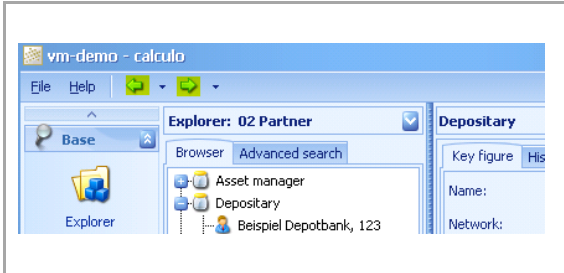 vm-demo - calculo
File Help
Base
Explorer
Explorer: 02 Partner
Browser Advanced search
Asset manager
Depositary
Beispiel Depotbank, 123
Depositary
Key figure His
Name:
Network: